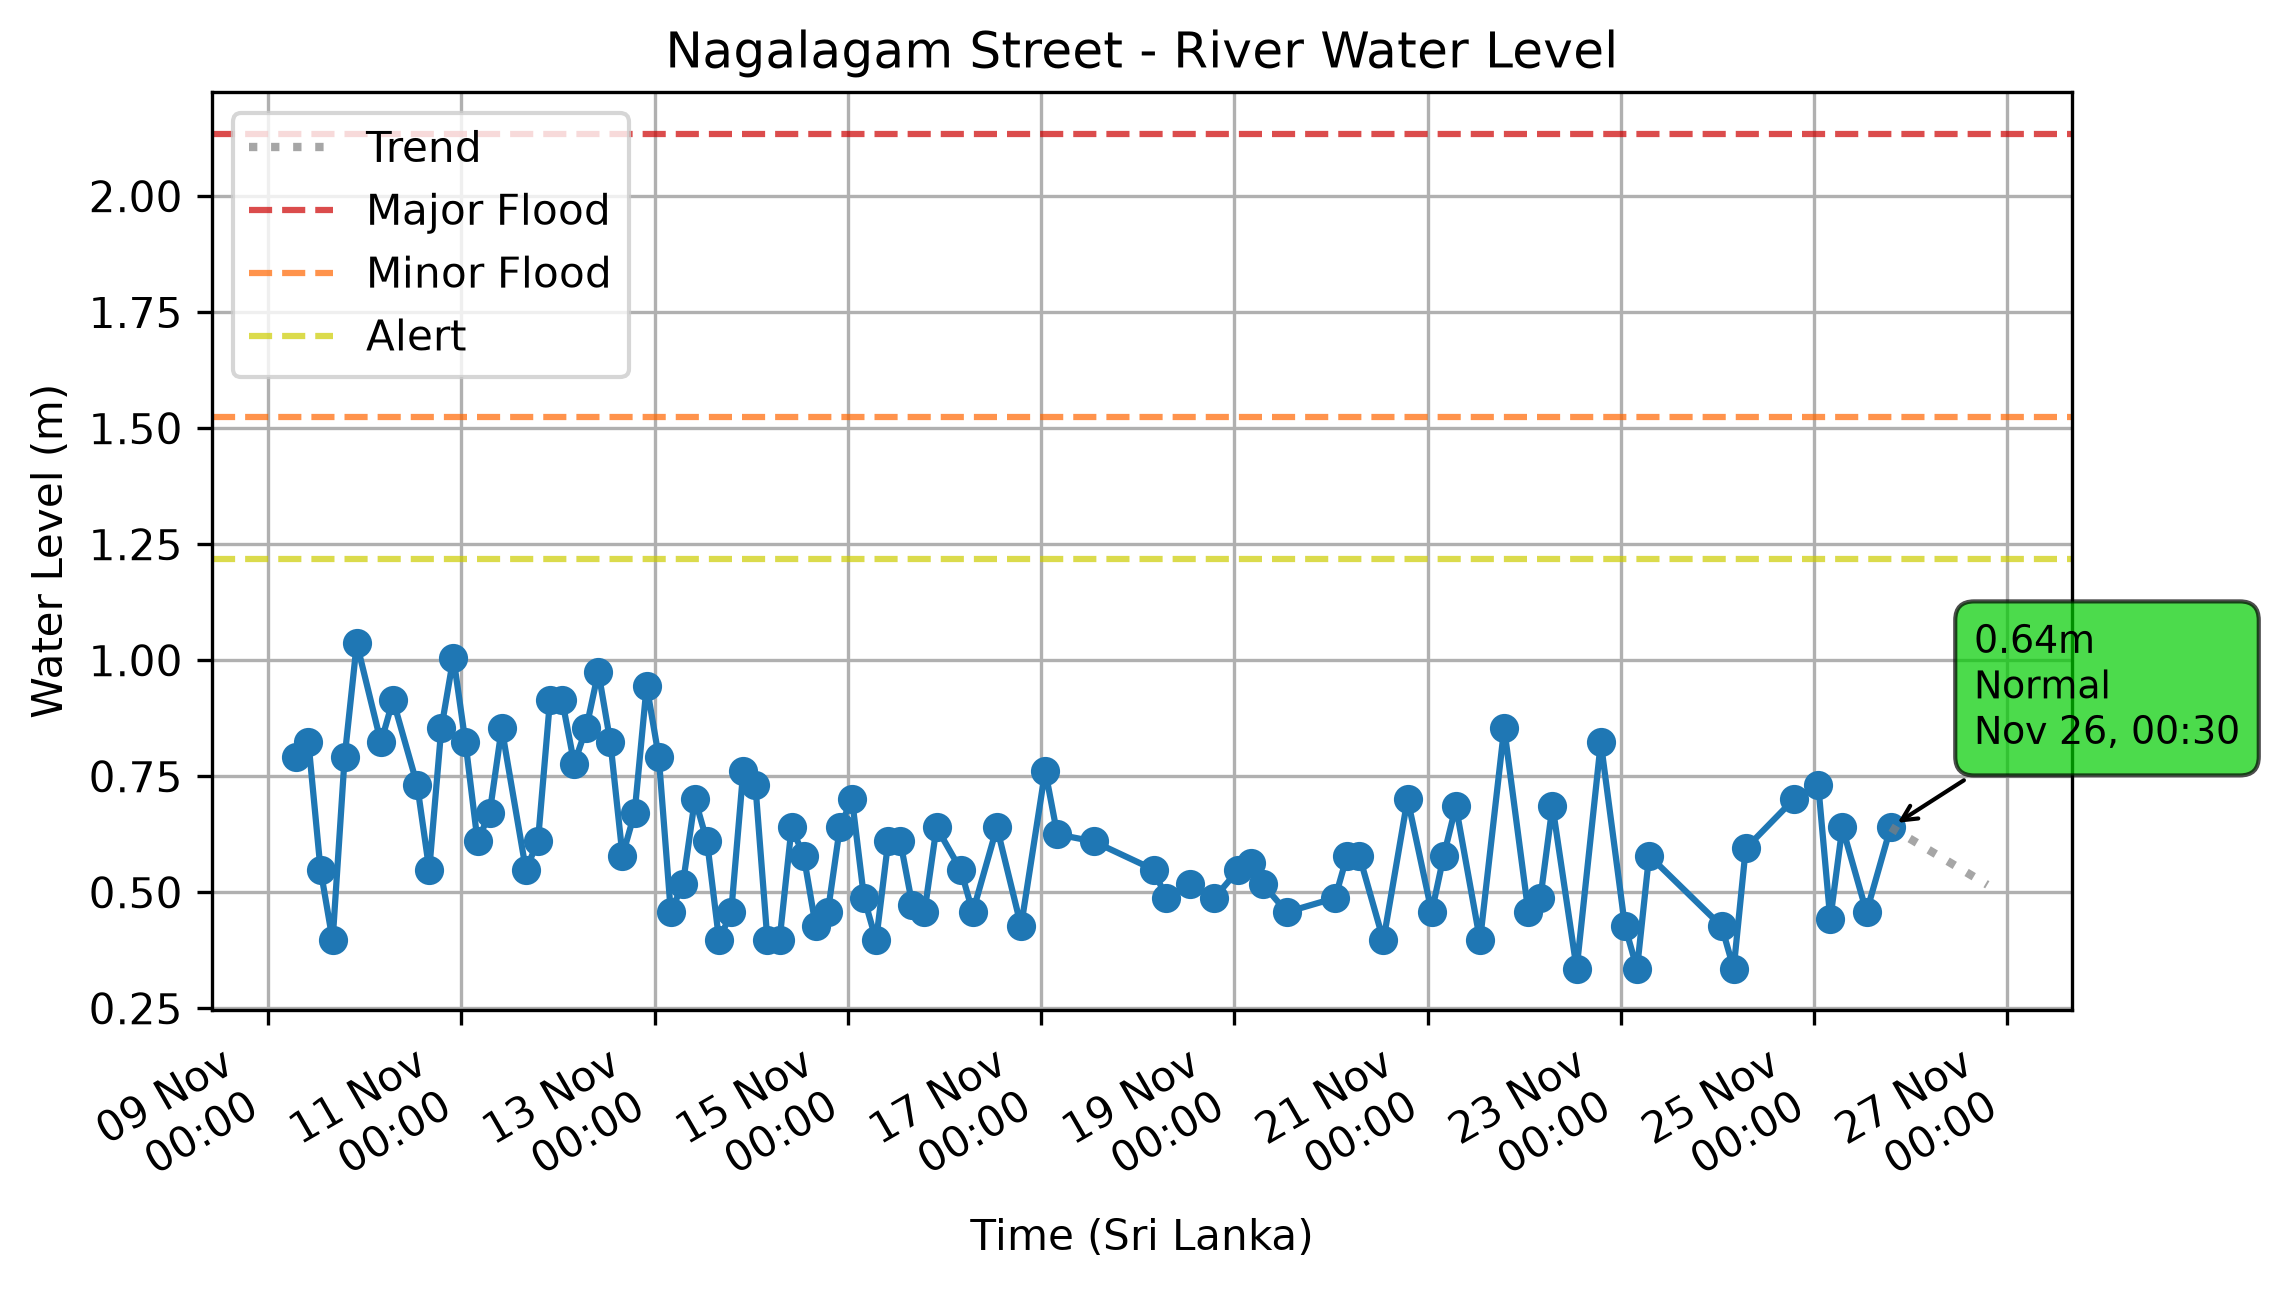 Nagalagam Street - River Water Level
Trend
Major Flood
Minor Flood
Alert
Water Level (m)
2.00
1.75
1.50
1.25
1.00
0.75
0.50
0.25
0.64m
Normal
Nov 26, 00:30
09 Nov
00:00
11 Nov
00:00
13 Nov
00:00
15 Nov
00:00
17 Nov
00:00
19 Nov
00:00
21 Nov
00:00
23 Nov
00:00
25 Nov
00:00
27 Nov
00:00
Time (Sri Lanka)